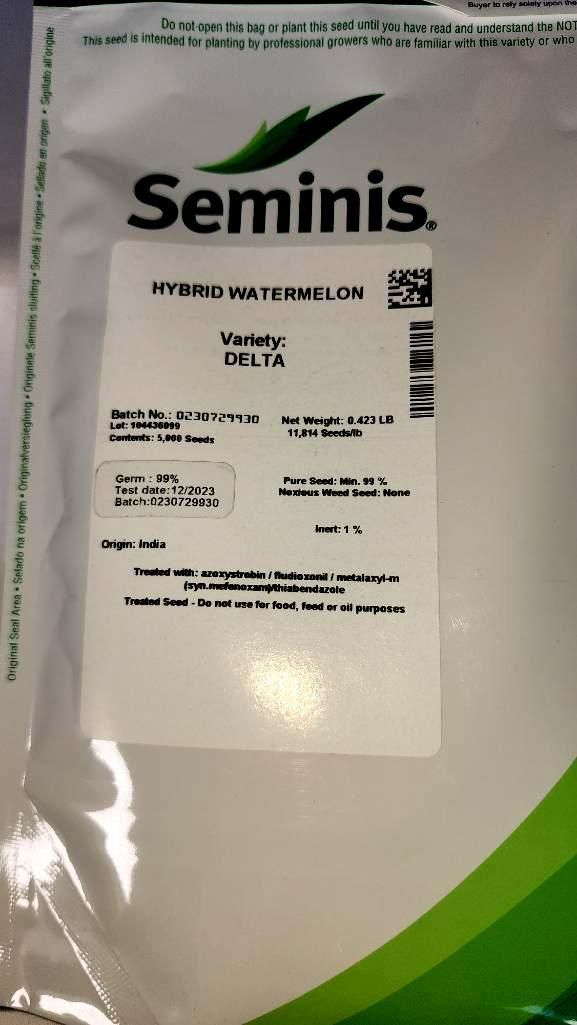 Buyer to rely solely upon the
Do not open this bag or plant this seed until you have read and understand the NOT
This seed is intended for planting by professional growers who are familiar with this variety or who
Original Seal Area • Selado na origem • Originalversieglung • Originele Seminis sluiting • Scellé à l'origine • Sellado en origen • Sigillato all'origine
Seminis®
HYBRID WATERMELON
Variety:
DELTA
Batch No.: 0230729930 Net Weight: 0.423 LB
Lot: 104436099 11,814 Seeds/lb
Contents: 5,000 Seeds
Germ : 99% Pure Seed: Min. 99 %
Test date:12/2023 Noxious Weed Seed: None
Batch:0230729930
Inert: 1 %
Origin: India
Treated with: azoxystrobin / fludioxonil / metalaxyl-m
(syn.mefenoxam)/thiabendazole
Treated Seed - Do not use for food, feed or oil purposes